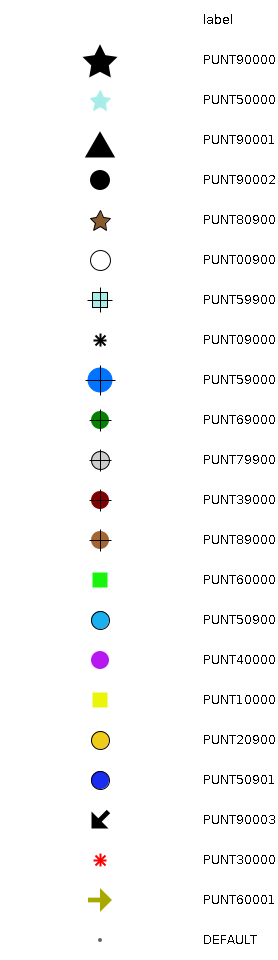 label
PUNT90000
PUNT50000
PUNT90001
PUNT90002
PUNT80900
PUNT00900
PUNT59900
PUNT09000
PUNT59000
PUNT69000
PUNT79900
PUNT39000
PUNT89000
PUNT60000
PUNT50900
PUNT40000
PUNT10000
PUNT20900
PUNT50901
PUNT90003
PUNT30000
PUNT60001
DEFAULT